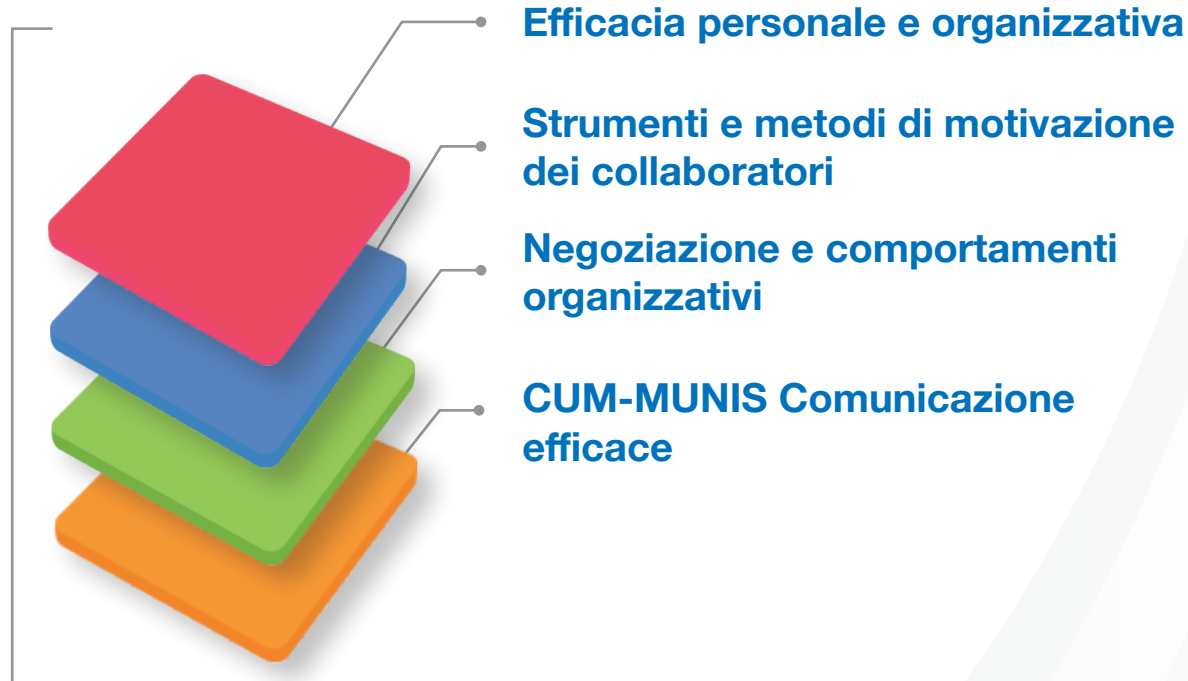 Efficacia personale e organizzativa
Strumenti e metodi di motivazione
dei collaboratori
Negoziazione e comportamenti
organizzativi
CUM-MUNIS Comunicazione
efficace